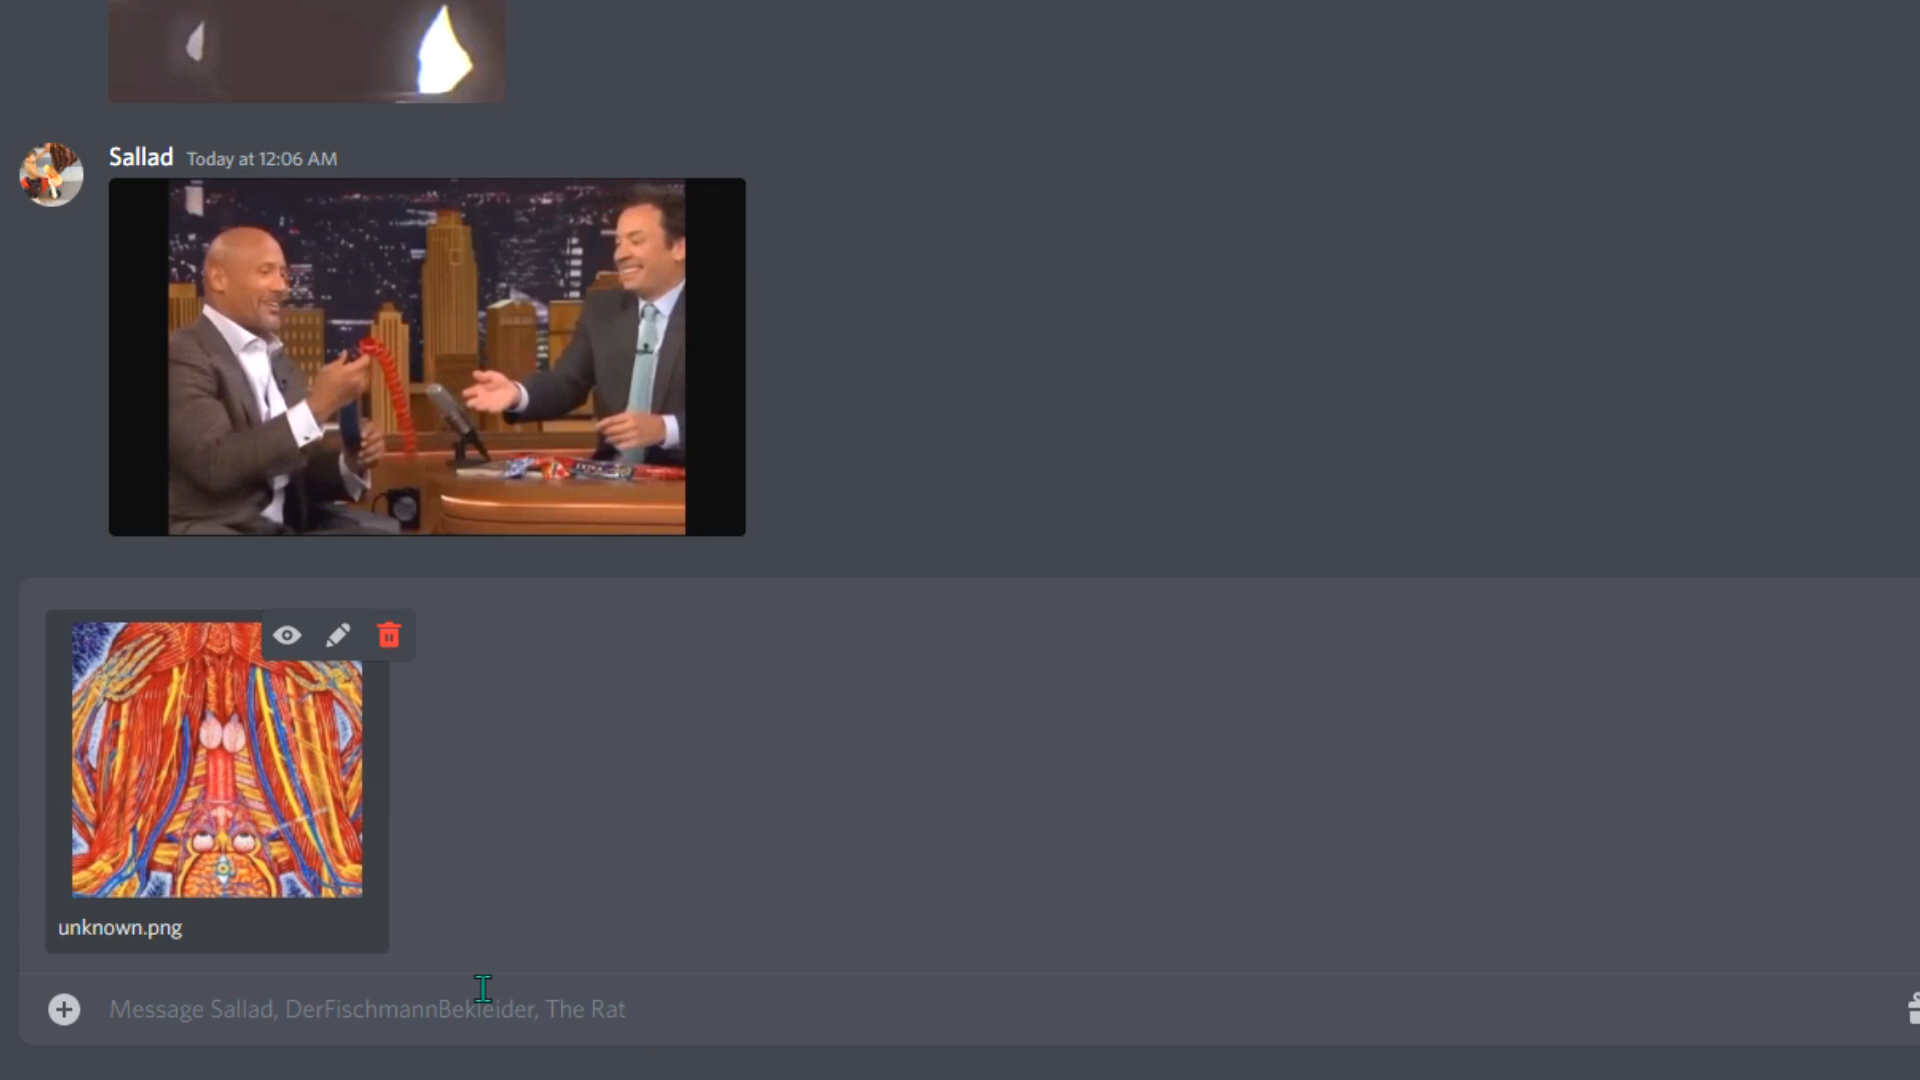 Sallad Today at 12:06 AM
unknown.png
Message Sallad, DerFischmannBekleider, The Rat